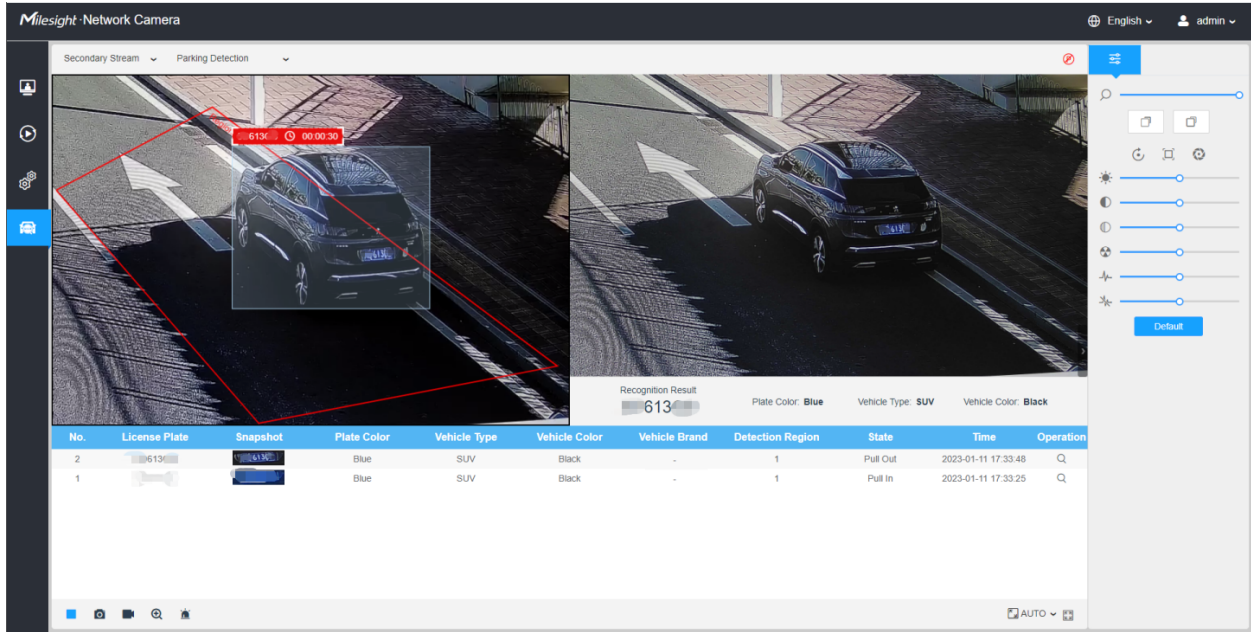 Milesight·Network Camera
English
admin
Secondary Stream
Parking Detection
613 00:00:30
613
Recognition Result
613
Plate Color: Blue
Vehicle Type: SUV
Vehicle Color: Black
No. License Plate Snapshot Plate Color Vehicle Type Vehicle Color Vehicle Brand Detection Region State Time Operation
2 613 Blue SUV Black - 1 Pull Out 2023-01-11 17:33:48
1 Blue SUV Black - 1 Pull In 2023-01-11 17:33:25
Default
AUTO